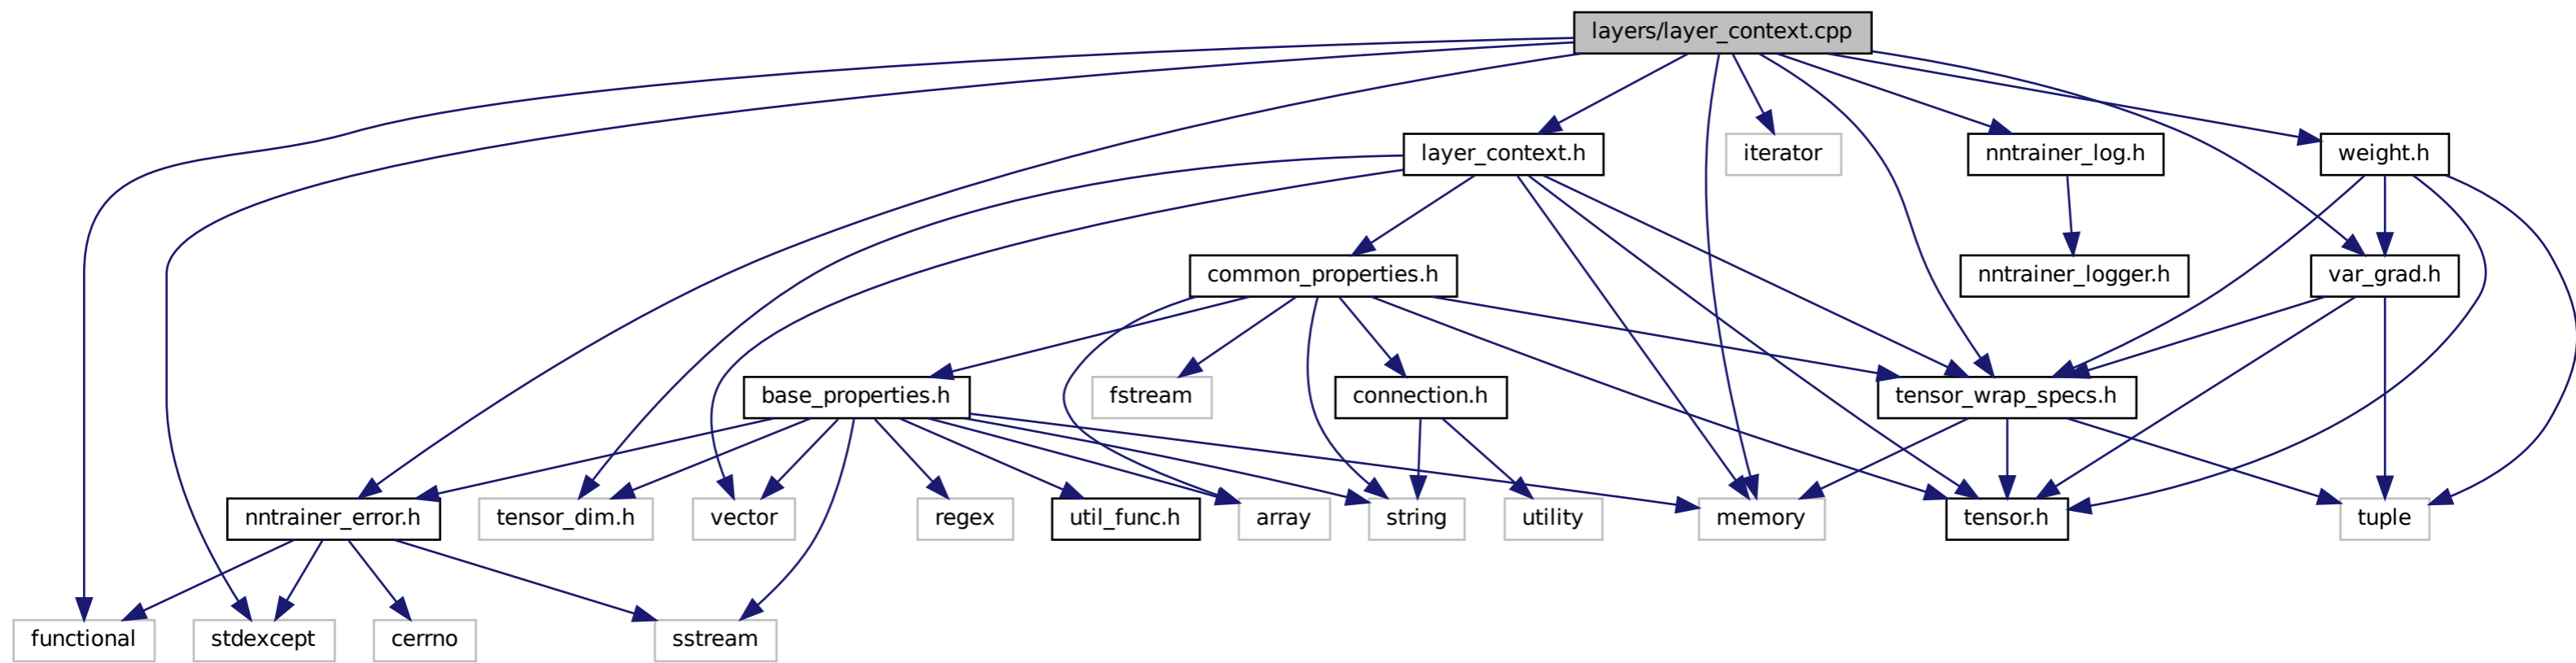 layers/layer_context.cpp
layer_context.h
iterator
nntrainer_log.h
weight.h
common_properties.h
nntrainer_logger.h
var_grad.h
base_properties.h
fstream
connection.h
tensor_wrap_specs.h
nntrainer_error.h
tensor_dim.h
vector
regex
util_func.h
array
string
utility
memory
tensor.h
tuple
functional
stdexcept
cerrno
sstream